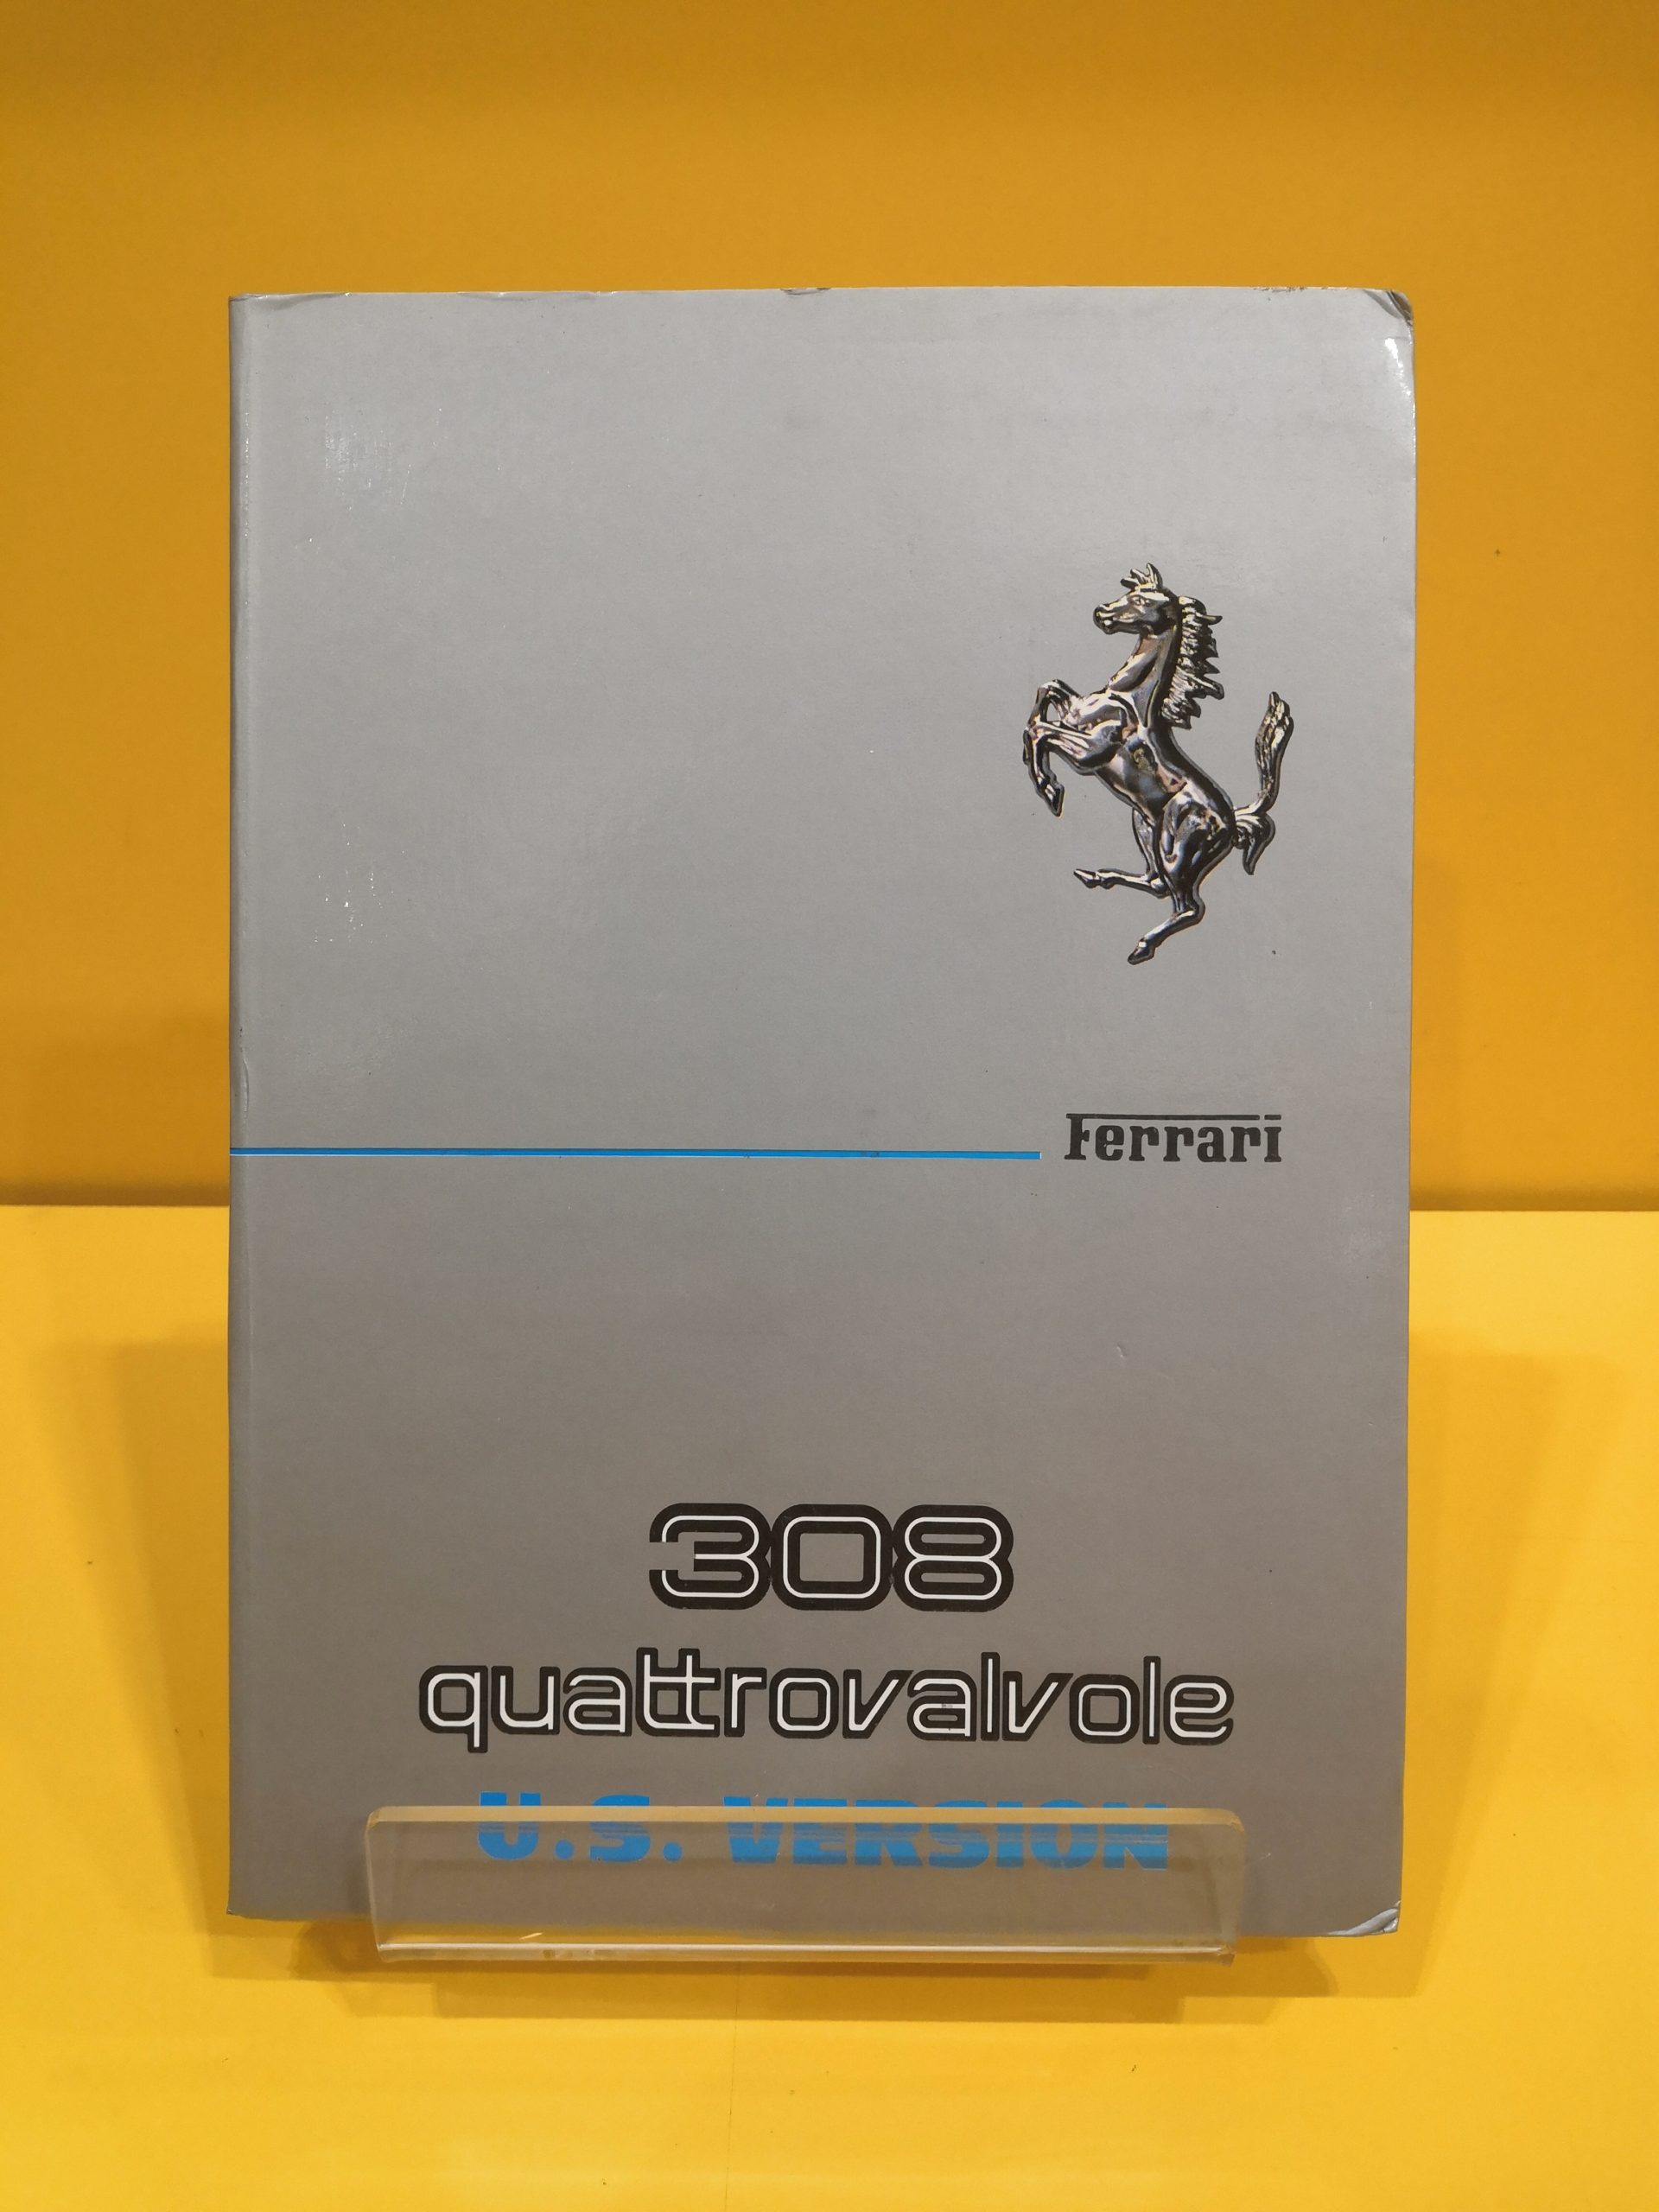 Ferrari
308
quattrovalvole
U.S. VERSION